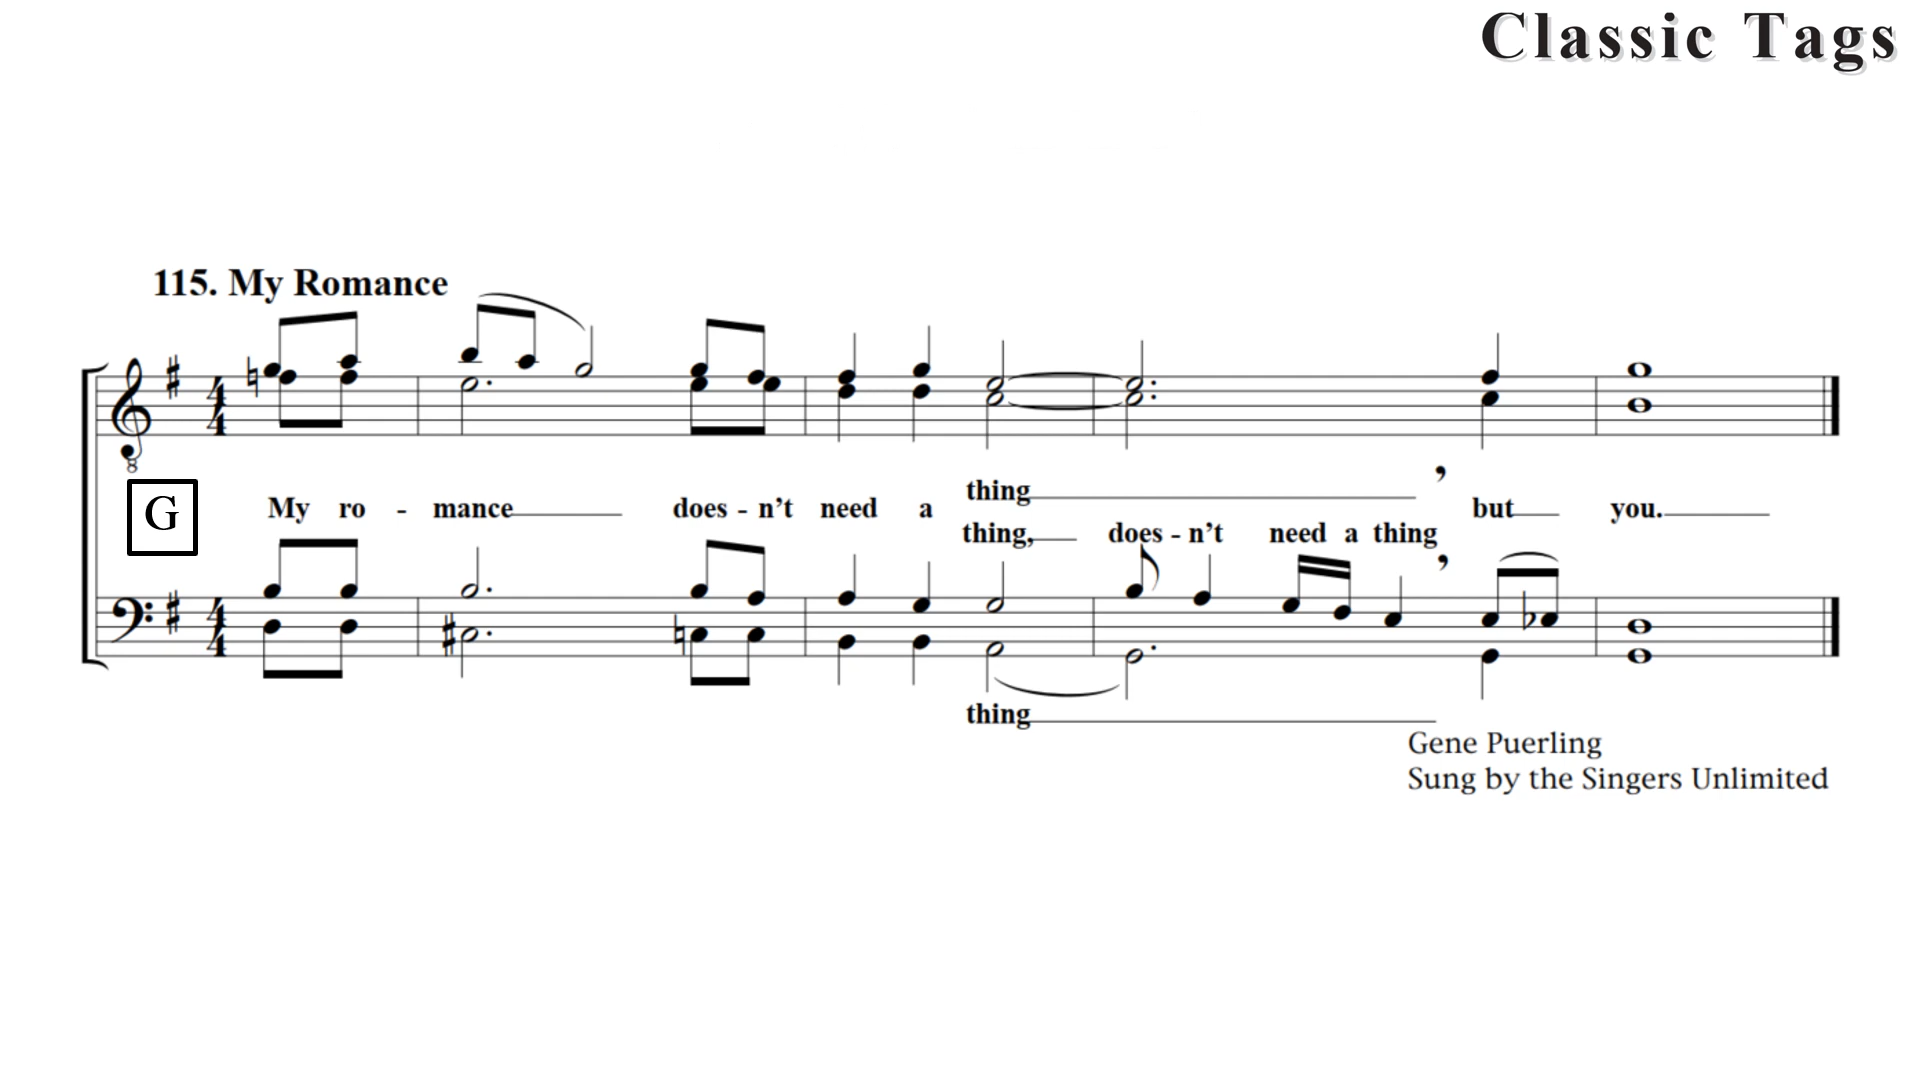 Classic Tags
115. My Romance
thing
G
My ro - mance does - n't need a but you.
thing, does - n't need a thing
thing
Gene Puerling
Sung by the Singers Unlimited